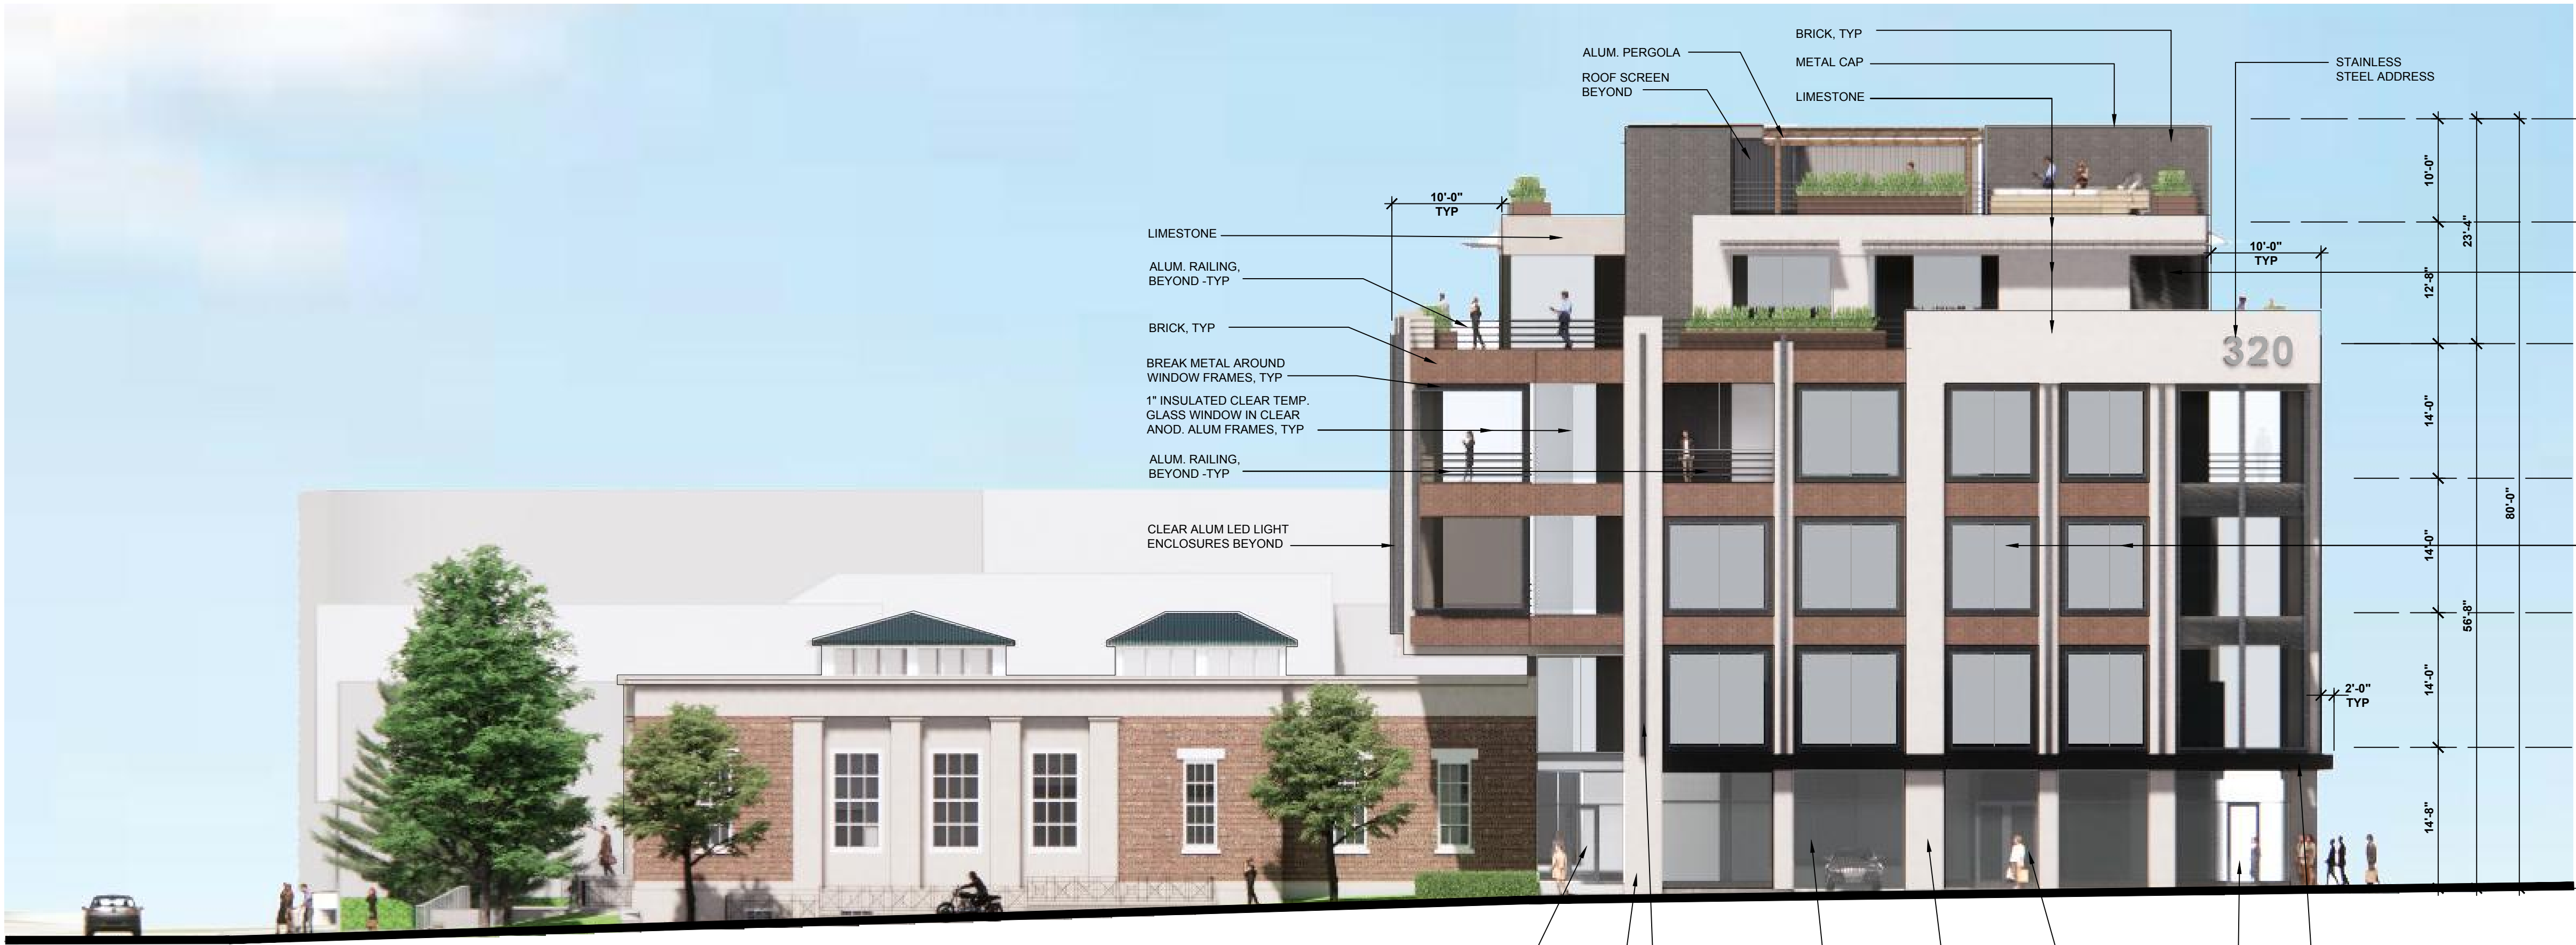 BRICK, TYP
METAL CAP
LIMESTONE
ALUM. PERGOLA
ROOF SCREEN
BEYOND
STAINLESS
STEEL ADDRESS
10'-0"
TYP
LIMESTONE
ALUM. RAILING,
BEYOND -TYP
BRICK, TYP
BREAK METAL AROUND
WINDOW FRAMES, TYP
1" INSULATED CLEAR TEMP.
GLASS WINDOW IN CLEAR
ANOD. ALUM FRAMES, TYP
ALUM. RAILING,
BEYOND -TYP
CLEAR ALUM LED LIGHT
ENCLOSURES BEYOND
320
10'-0"
TYP
2'-0"
TYP
10'-0"
12'-8"
14'-0"
14'-0"
14'-0"
14'-8"
23'-4"
56'-8"
80'-0"